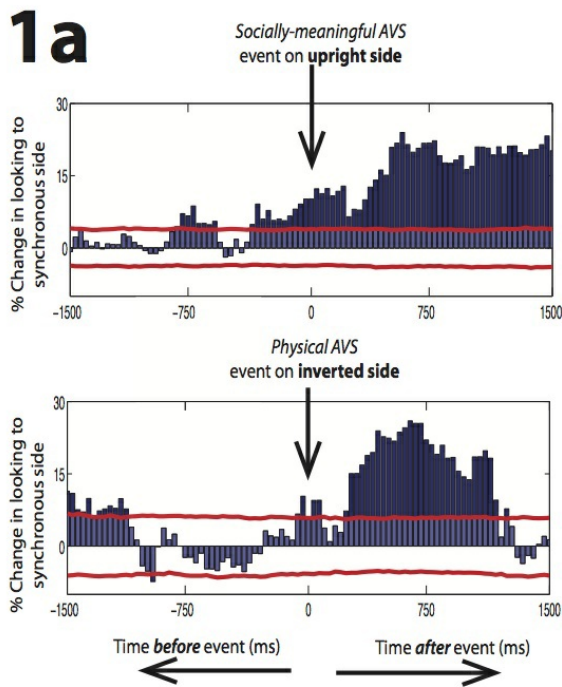 1a
Socially-meaningful AVS
event on upright side
% Change in looking to
synchronous side
30
15
0
-1500
-750
0
750
1500
Physical AVS
event on inverted side
% Change in looking to
synchronous side
30
15
0
-1500
-750
0
750
1500
Time before event (ms)
Time after event (ms)